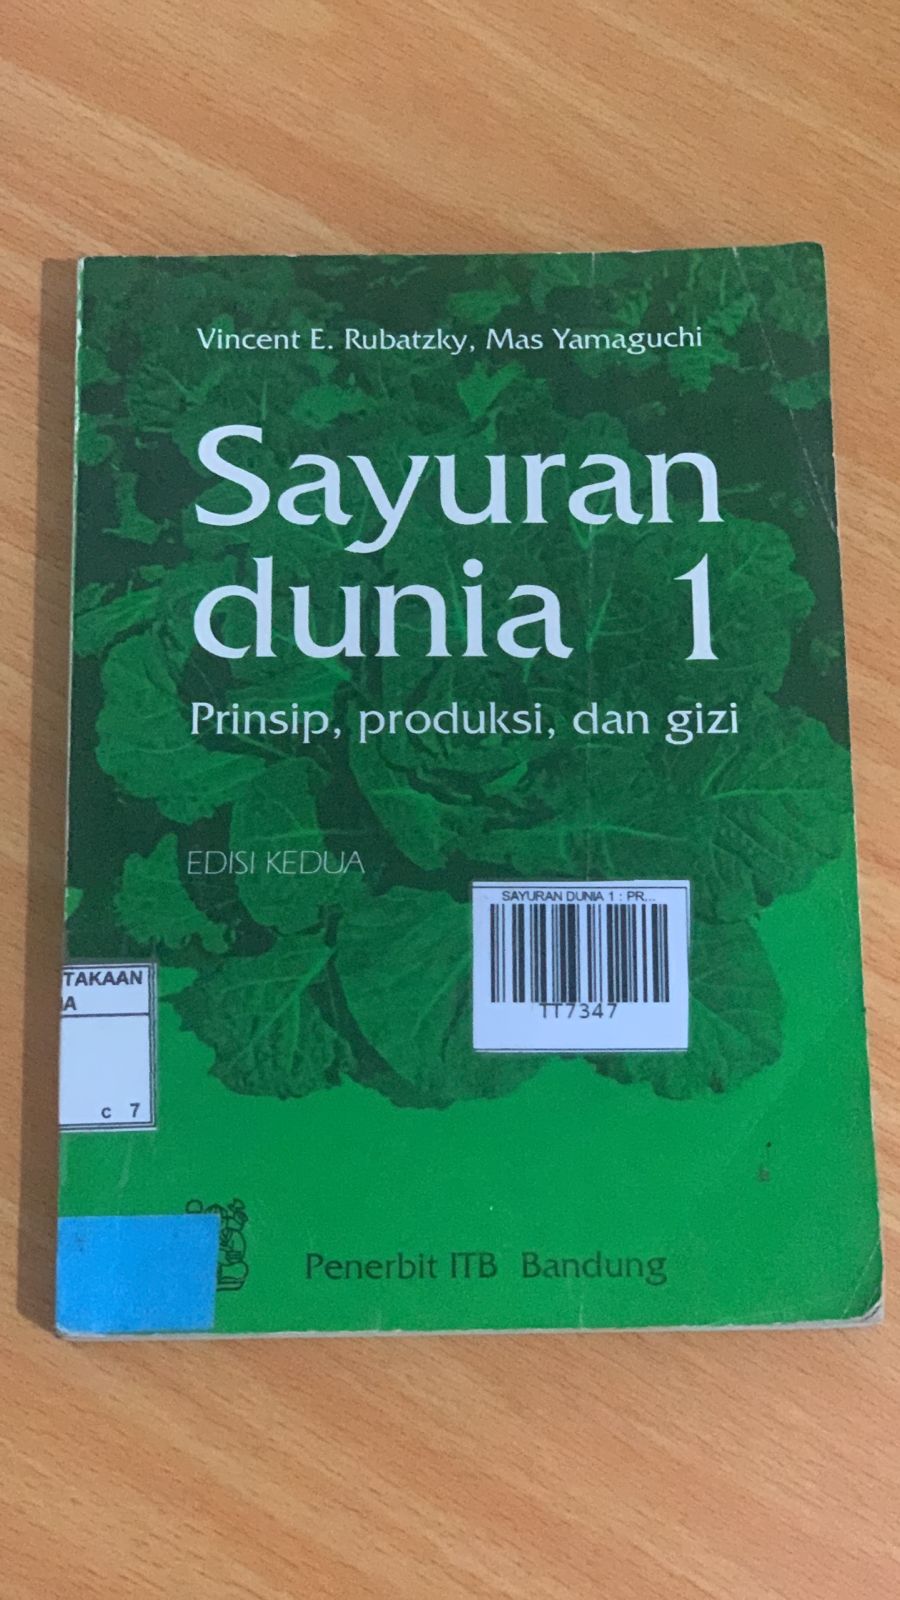 Vincent E. Rubatzky, Mas Yamaguchi
Sayuran
dunia 1
Prinsip, produksi, dan gizi
EDISI KEDUA
SAYURAN DUNIA 1 : PR...
TT7347
TAKAAN
A
c 7
Penerbit ITB Bandung